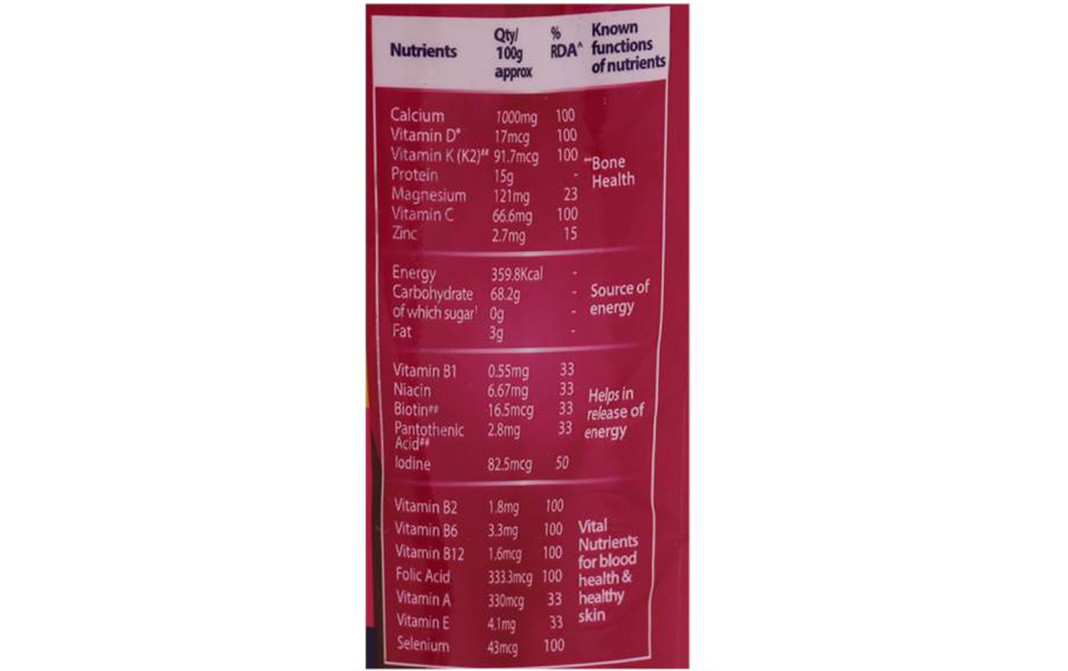 Nutrients Qty/ 100g approx % RDA^ Known functions of nutrients
Calcium 1000mg 100
Vitamin D* 17mcg 100
Vitamin K (K2)## 91.7mcg 100
Protein 15g -
Magnesium 121mg 23
Vitamin C 66.6mg 100
Zinc 2.7mg 15
Bone
Health
Energy 359.8Kcal -
Carbohydrate 68.2g -
of which sugar 0g -
Fat 3g -
Source of
energy
Vitamin B1 0.55mg 33
Niacin 6.67mg 33
Biotin## 16.5mcg 33
Pantothenic 2.8mg 33
Acid##
Iodine 82.5mcg 50
Helps in
release of
energy
Vitamin B2 1.8mg 100
Vitamin B6 3.3mg 100
Vitamin B12 1.6mcg 100
Folic Acid 333.3mcg 100
Vitamin A 330mcg 33
Vitamin E 4.1mg 33
Selenium 43mcg 100
Vital
Nutrients
for blood
health &
healthy
skin